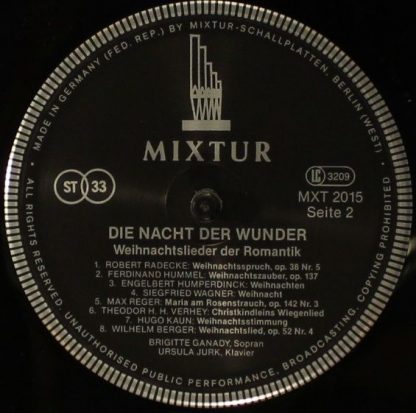 MADE IN GERMANY (FED. REP.) BY MIXTUR-SCHALLPLATTEN, BERLIN (WEST).
MIXTUR
ST 33
LC 3209
MXT 2015
Seite 2
DIE NACHT DER WUNDER
Weihnachtslieder der Romantik
1. ROBERT RADECKE: Weihnachtsspruch, op. 38 Nr. 5
2. FERDINAND HUMMEL: Weihnachtszauber, op. 137
3. ENGELBERT HUMPERDINCK: Weihnachten
4. SIEGFRIED WAGNER: Weihnacht
5. MAX REGER: Maria am Rosenstrauch, op. 142 Nr. 3
6. THEODOR H. H. VERHEY: Christkindleins Wiegenlied
7. HUGO KAUN: Weihnachtsstimmung
8. WILHELM BERGER: Weihnachtslied, op. 52 Nr. 4
BRIGITTE GANADY, Sopran
URSULA JURK, Klavier
ALL RIGHTS RESERVED. UNAUTHORISED PUBLIC PERFORMANCE, BROADCASTING, COPYING PROHIBITED